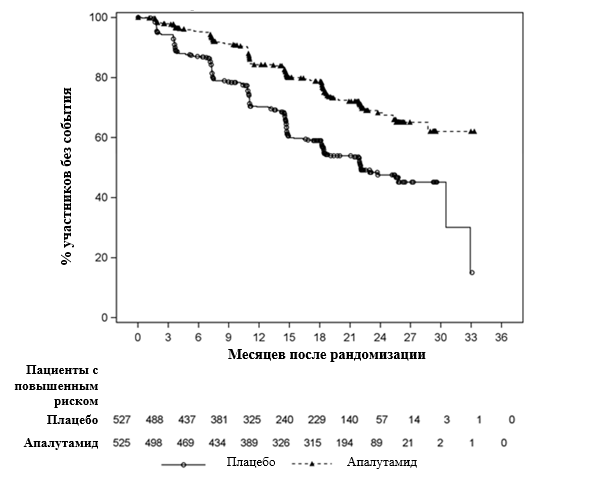 100
80
60
40
20
0
% участников без события
0 3 6 9 12 15 18 21 24 27 30 33 36
Месяцев после рандомизации
Пациенты с
повышенным
риском
Плацебо 527 488 437 381 325 240 229 140 57 14 3 1 0
Апалутамид 525 498 469 434 389 326 315 194 89 21 2 1 0
Плацебо Апалутамид